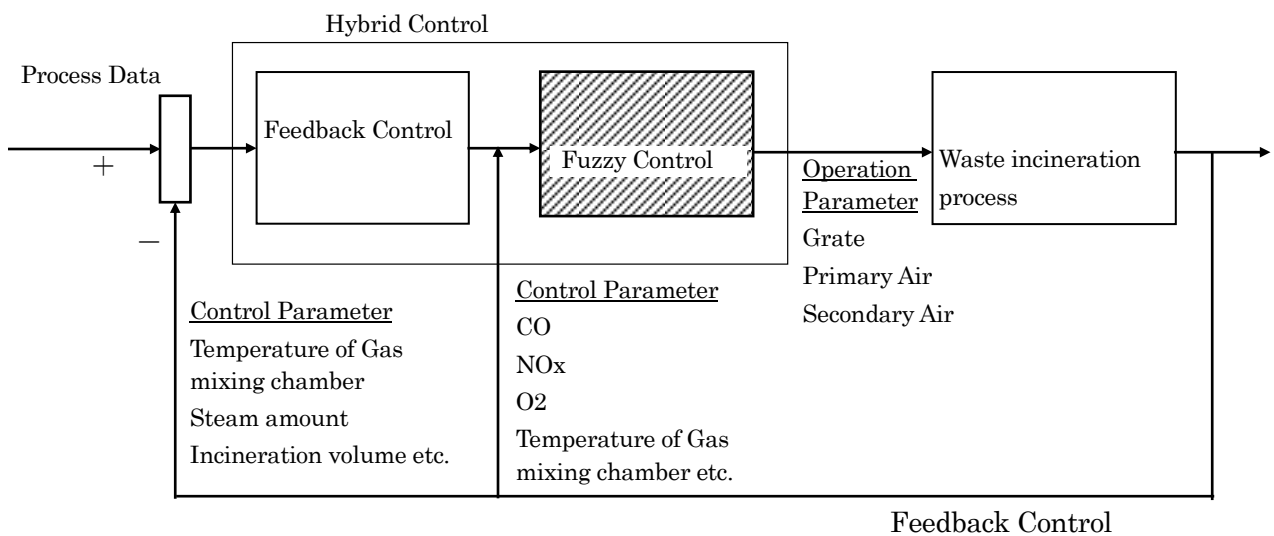 Hybrid Control
Process Data
Feedback Control
Fuzzy Control
Waste incineration
process
+
−
Operation
Parameter
Grate
Primary Air
Secondary Air
Control Parameter
Temperature of Gas
mixing chamber
Steam amount
Incineration volume etc.
Control Parameter
CO
NOx
O2
Temperature of Gas
mixing chamber etc.
Feedback Control